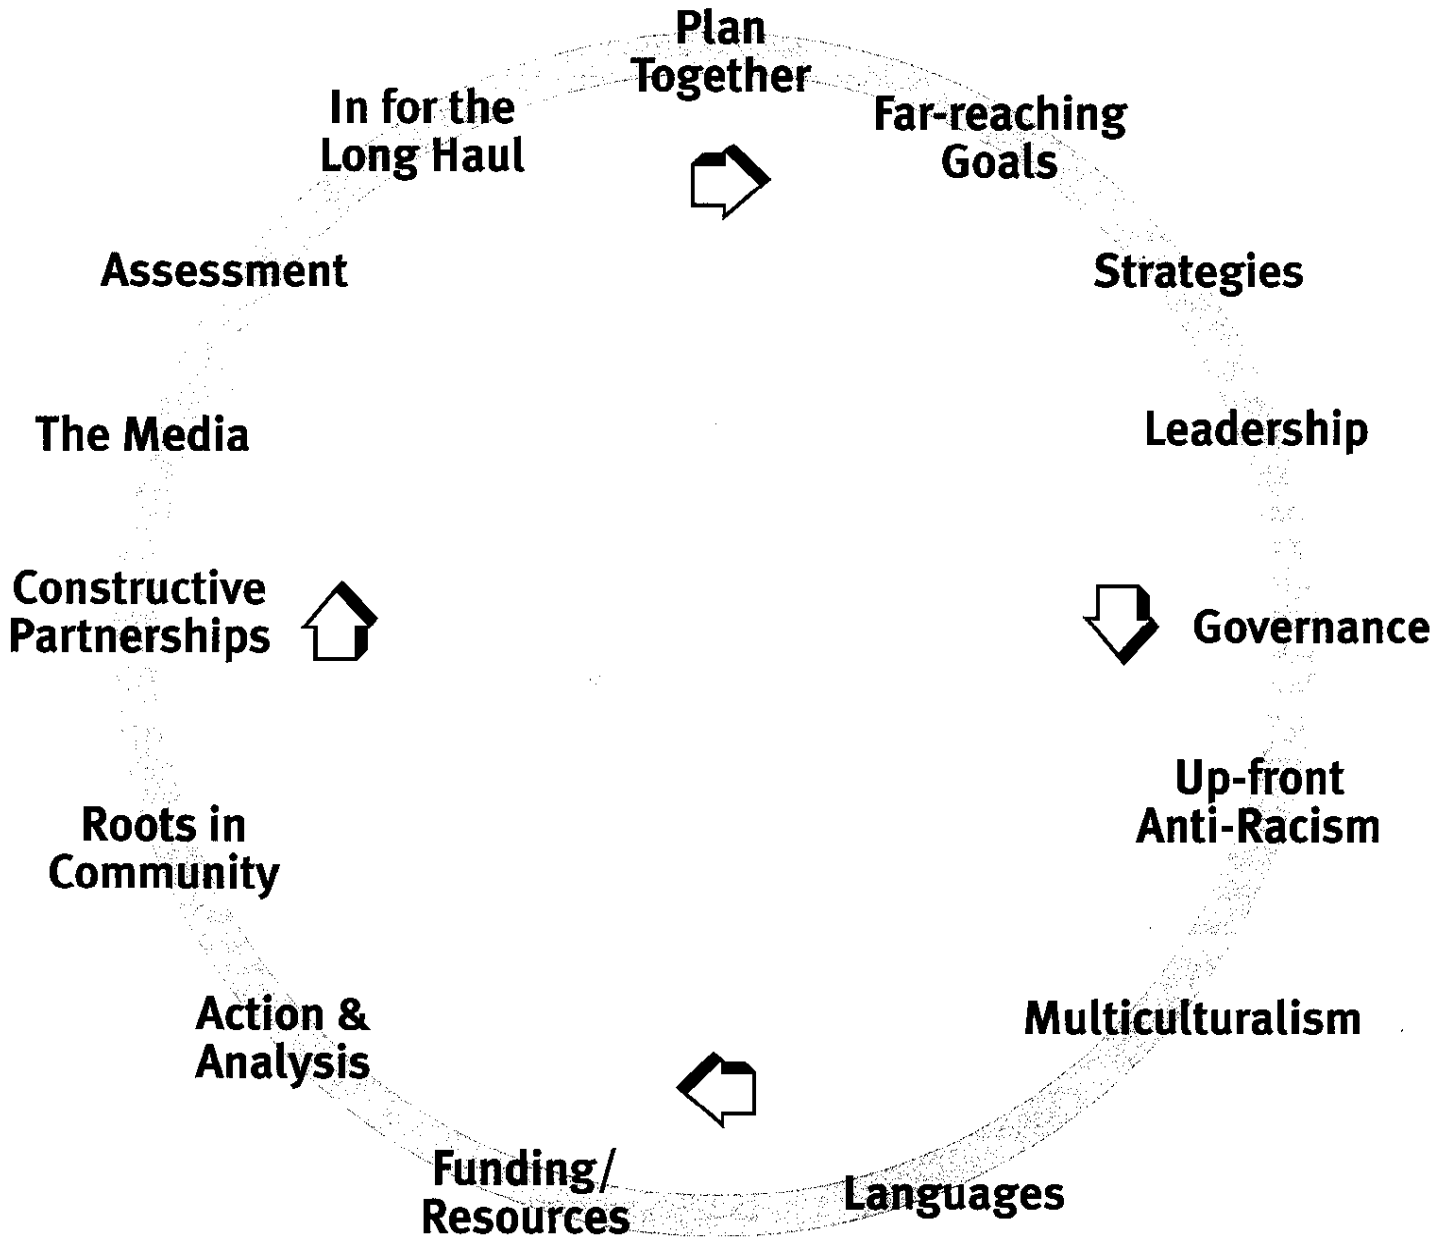 Plan
Together
Far-reaching
Goals
Strategies
Leadership
Governance
Up-front
Anti-Racism
Multiculturalism
Languages
Funding/
Resources
Action &
Analysis
Roots in
Community
Constructive
Partnerships
The Media
Assessment
In for the
Long Haul